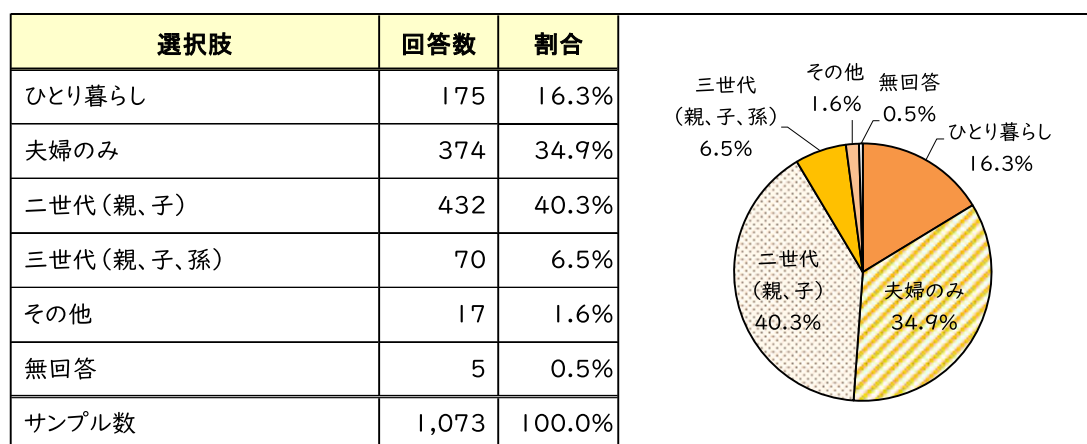 選択肢 回答数 割合
ひとり暮らし 175 16.3%
夫婦のみ 374 34.9%
二世代（親、子） 432 40.3%
三世代（親、子、孫） 70 6.5%
その他 17 1.6%
無回答 5 0.5%
サンプル数 1,073 100.0%
三世代
（親、子、孫）
6.5%
その他
1.6%
無回答
0.5%
ひとり暮らし
16.3%
二世代
（親、子）
40.3%
夫婦のみ
34.9%